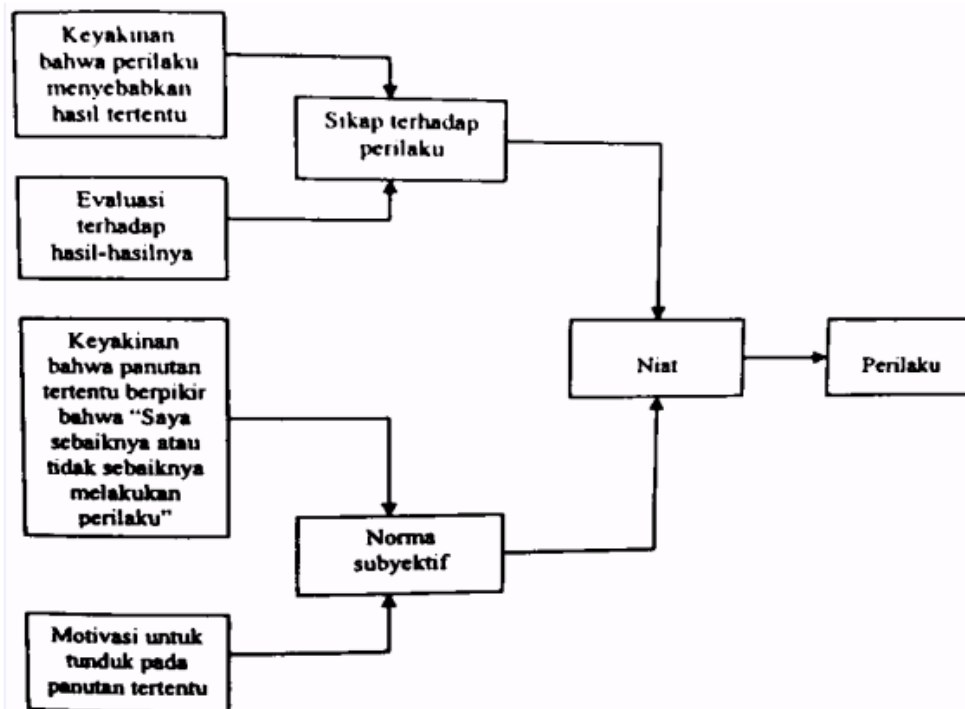 Keyakinan
bahwa perilaku
menyebabkan
hasil tertentu
Sikap terhadap
perilaku
Evaluasi
terhadap
hasil-hasilnya
Keyakinan
bahwa panutan
tertentu berpikir
bahwa “Saya
sebaiknya atau
tidak sebaiknya
melakukan
perilaku”
Niat
Perilaku
Norma
subyektif
Motivasi untuk
tunduk pada
panutan tertentu